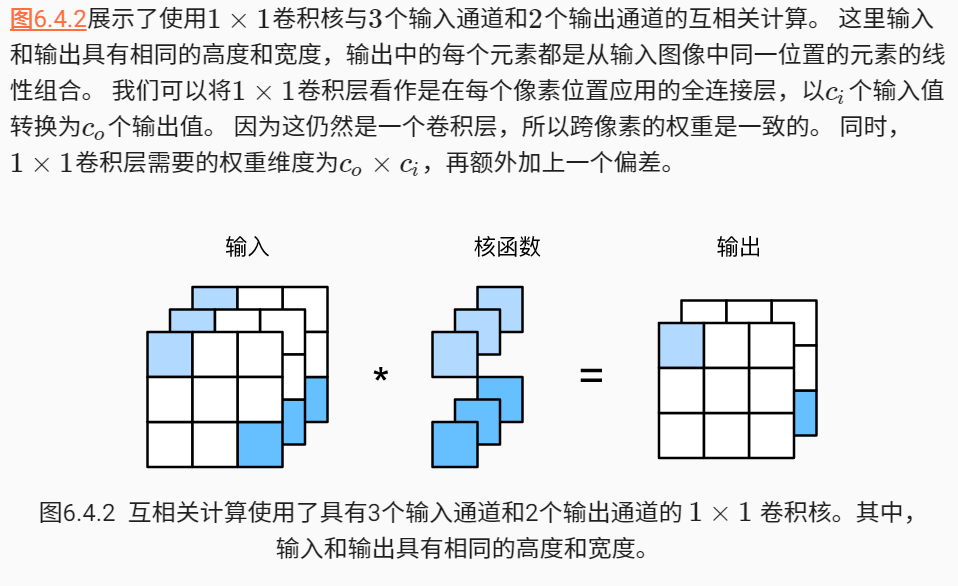 图6.4.2展示了使用1 × 1卷积核与3个输入通道和2个输出通道的互相关计算。 这里输入
和输出具有相同的高度和宽度，输出中的每个元素都是从输入图像中同一位置的元素的线
性组合。 我们可以将1 × 1卷积层看作是在每个像素位置应用的全连接层，以cᵢ个输入值
转换为cₒ个输出值。 因为这仍然是一个卷积层，所以跨像素的权重是一致的。 同时，
1 × 1卷积层需要的权重维度为cₒ × cᵢ，再额外加上一个偏差。
输入 核函数 输出
* =
图6.4.2 互相关计算使用了具有3个输入通道和2个输出通道的 1 × 1 卷积核。其中，
输入和输出具有相同的高度和宽度。